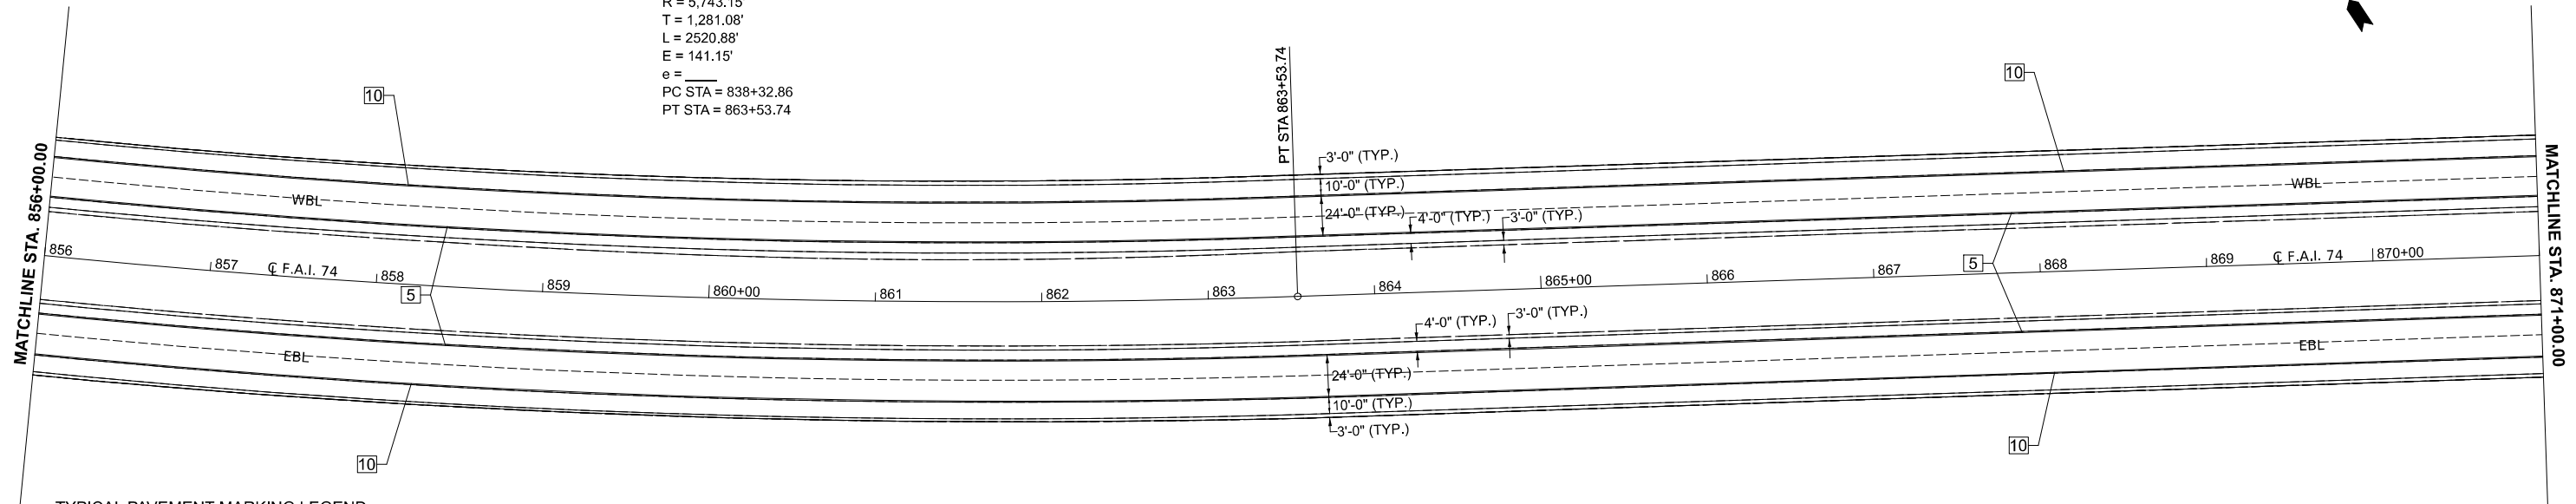 R = 5,743.15'
T = 1,281.08'
L = 2520.88'
E = 141.15'
e = ____
PC STA = 838+32.86
PT STA = 863+53.74
PT STA 863+53.74
10
10
MATCHLINE STA. 856+00.00
MATCHLINE STA. 871+00.00
3'-0" (TYP.)
10'-0" (TYP.)
24'-0" (TYP.)
4'-0" (TYP.)
3'-0" (TYP.)
WBL
WBL
856
857
℄ F.A.I. 74
858
859
860+00
861
862
863
864
865+00
866
867
868
869
℄ F.A.I. 74
870+00
5
5
4'-0" (TYP.)
3'-0" (TYP.)
EBL
EBL
24'-0" (TYP.)
10'-0" (TYP.)
3'-0" (TYP.)
10
10
TYPICAL PAVEMENT MARKING LEGEND